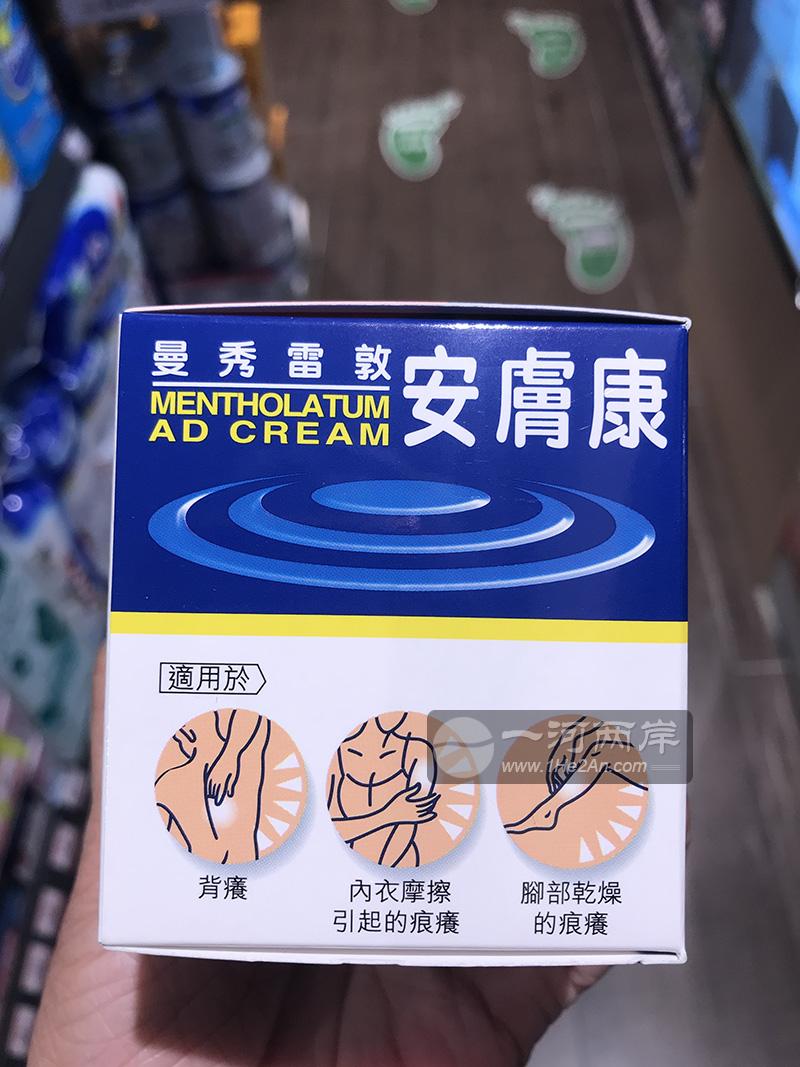 曼秀雷敦
MENTHOLATUM
AD CREAM
安膚康
適用於
一河两岸
www.1He2An.com
背癢
內衣摩擦
引起的痕癢
腳部乾燥
的痕癢